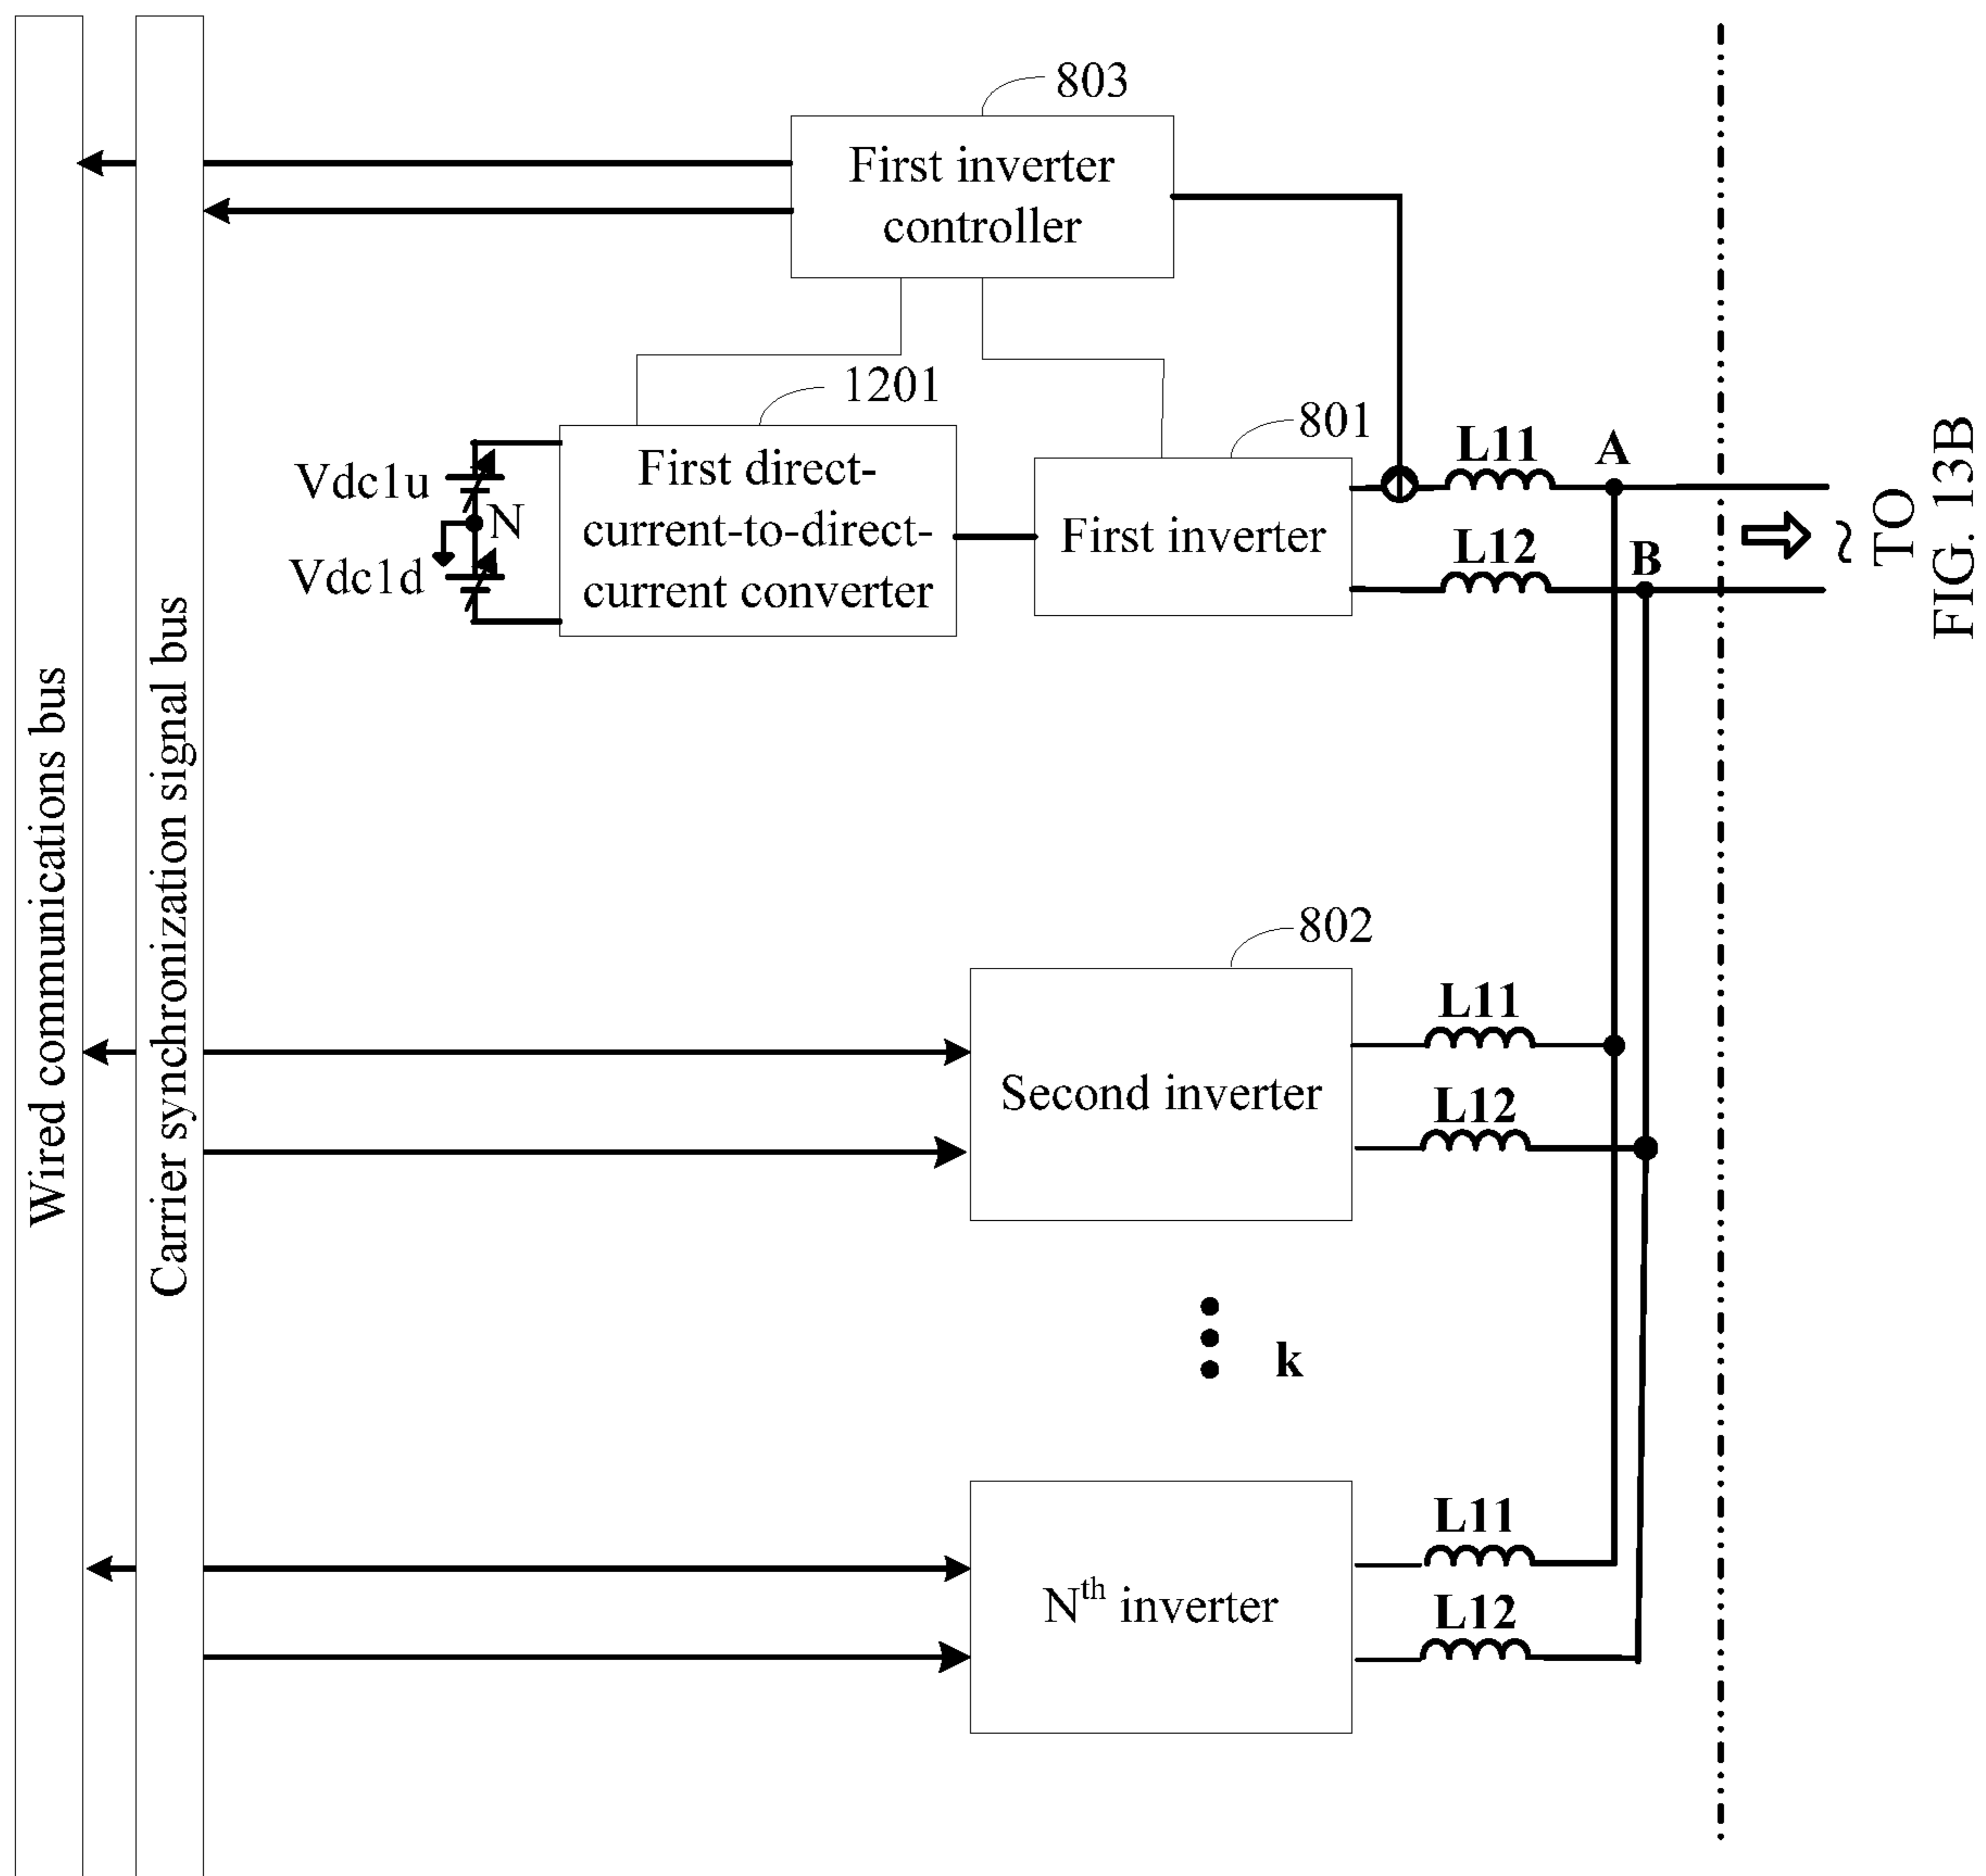 803
First inverter
controller
1201
801
First direct-
current-to-direct-
current converter
First inverter
Vdc1u
N
Vdc1d
L11
A
L12
B
~ TO
FIG. 13B
Wired communications bus
Carrier synchronization signal bus
802
Second inverter
L11
L12
k
Nth inverter
L11
L12